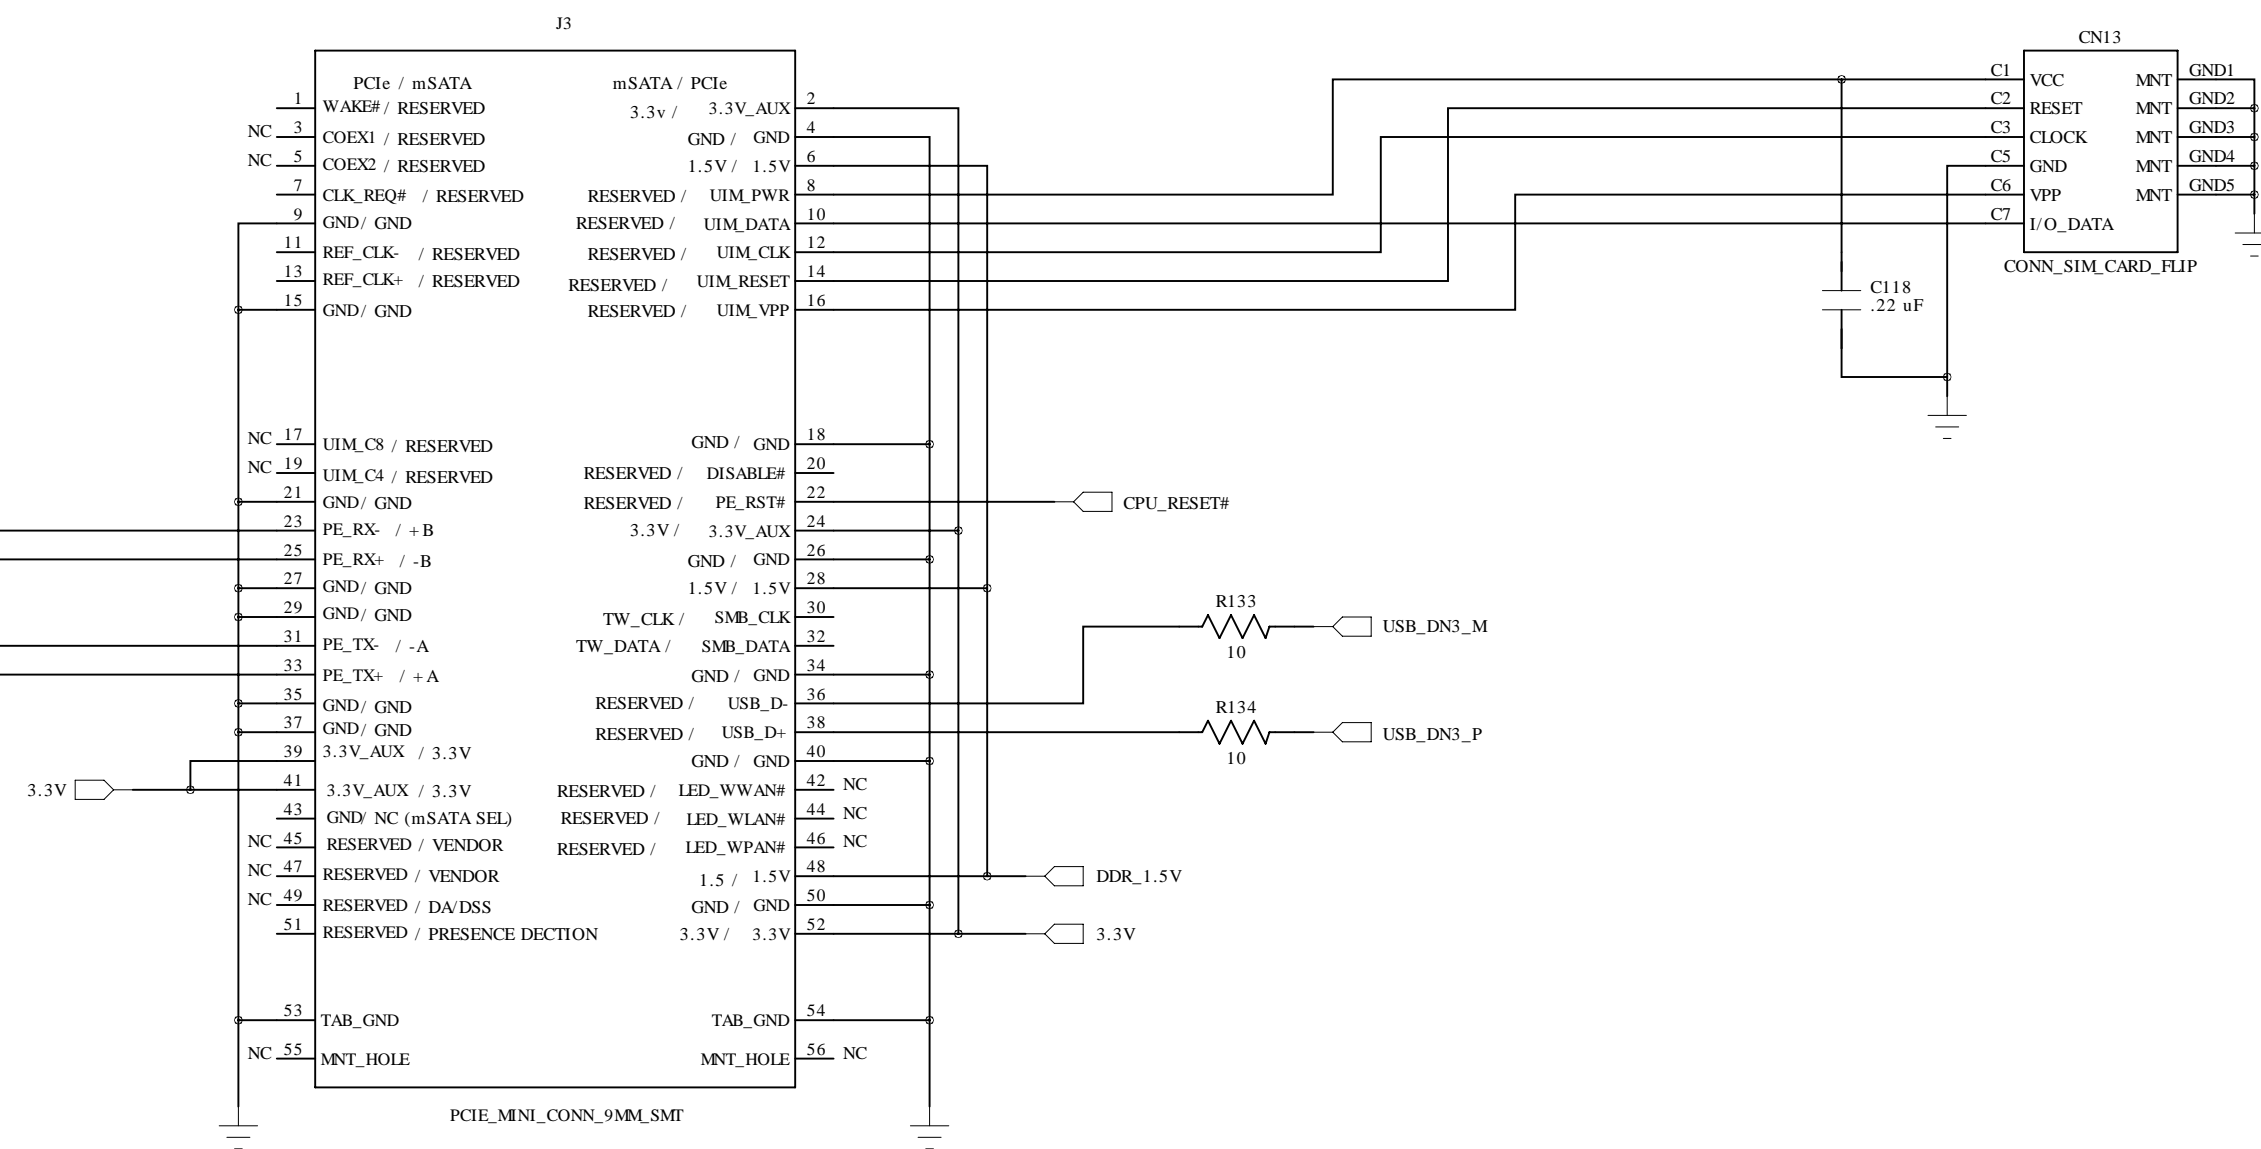 J3
CN13
PCIe / mSATA mSATA / PCIe
1 WAKE# / RESERVED 3.3v / 3.3V_AUX 2
NC 3 COEX1 / RESERVED GND / GND 4
NC 5 COEX2 / RESERVED 1.5V / 1.5V 6
7 CLK_REQ# / RESERVED RESERVED / UIM_PWR 8
9 GND/ GND RESERVED / UIM_DATA 10
11 REF_CLK- / RESERVED RESERVED / UIM_CLK 12
13 REF_CLK+ / RESERVED RESERVED / UIM_RESET 14
15 GND/ GND RESERVED / UIM_VPP 16
NC 17 UIM_C8 / RESERVED GND / GND 18
NC 19 UIM_C4 / RESERVED RESERVED / DISABLE# 20
21 GND/ GND RESERVED / PE_RST# 22 CPU_RESET#
23 PE_RX- / +B 3.3V / 3.3V_AUX 24
25 PE_RX+ / -B GND / GND 26
27 GND/ GND 1.5V / 1.5V 28
29 GND/ GND TW_CLK / SMB_CLK 30
31 PE_TX- / -A TW_DATA / SMB_DATA 32
33 PE_TX+ / +A GND / GND 34
35 GND/ GND RESERVED / USB_D- 36
37 GND/ GND RESERVED / USB_D+ 38
39 3.3V_AUX / 3.3V GND / GND 40
3.3V 41 3.3V_AUX / 3.3V RESERVED / LED_WWAN# 42 NC
43 GND/ NC (mSATA SEL) RESERVED / LED_WLAN# 44 NC
NC 45 RESERVED / VENDOR RESERVED / LED_WPAN# 46 NC
NC 47 RESERVED / VENDOR 1.5 / 1.5V 48 DDR_1.5V
NC 49 RESERVED / DA/DSS GND / GND 50
51 RESERVED / PRESENCE DECTION 3.3V / 3.3V 52 3.3V
53 TAB_GND TAB_GND 54
NC 55 MNT_HOLE MNT_HOLE 56 NC
PCIE_MINI_CONN_9MM_SMT
R133
10
USB_DN3_M
R134
10
USB_DN3_P
C1 VCC MNT GND1
C2 RESET MNT GND2
C3 CLOCK MNT GND3
C5 GND MNT GND4
C6 VPP MNT GND5
C7 I/O_DATA
CONN_SIM_CARD_FLIP
C118
.22 uF